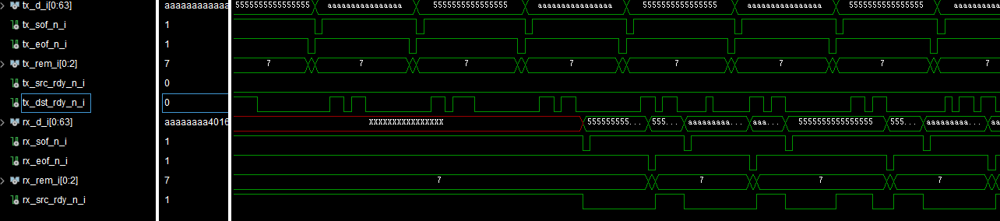 tx_d_i[0:63] aaaaaaaaaaaa 5555555555555555 aaaaaaaaaaaaaaaa 5555555555555555 aaaaaaaaaaaaaaaa 5555555555555555 aaaaaaaaaaaaaaaa 5555555555555555 aaaaaaaaa
tx_sof_n_i 1
tx_eof_n_i 1
tx_rem_i[0:2] 7 7 7 7 7 7 7 7 7
tx_src_rdy_n_i 0
tx_dst_rdy_n_i 0
rx_d_i[0:63] aaaaaaaa4016 XXXXXXXXXXXXXXXX 555555555... 555... aaaaaaaaa... aaa... 5555555555555555 555... aaaaaaaaa... aa
rx_sof_n_i 1
rx_eof_n_i 1
rx_rem_i[0:2] 7 7 7 7 7
rx_src_rdy_n_i 1